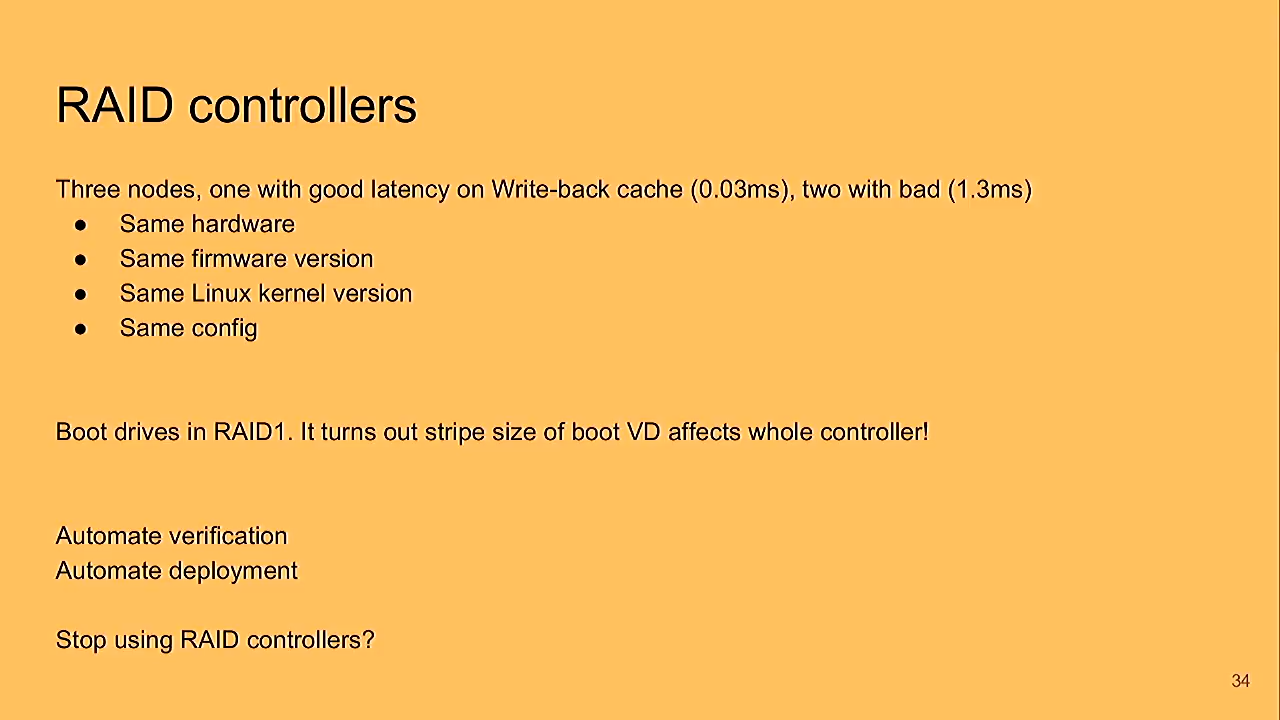 RAID controllers
Three nodes, one with good latency on Write-back cache (0.03ms), two with bad (1.3ms)
● Same hardware
● Same firmware version
● Same Linux kernel version
● Same config
Boot drives in RAID1. It turns out stripe size of boot VD affects whole controller!
Automate verification
Automate deployment
Stop using RAID controllers?
34